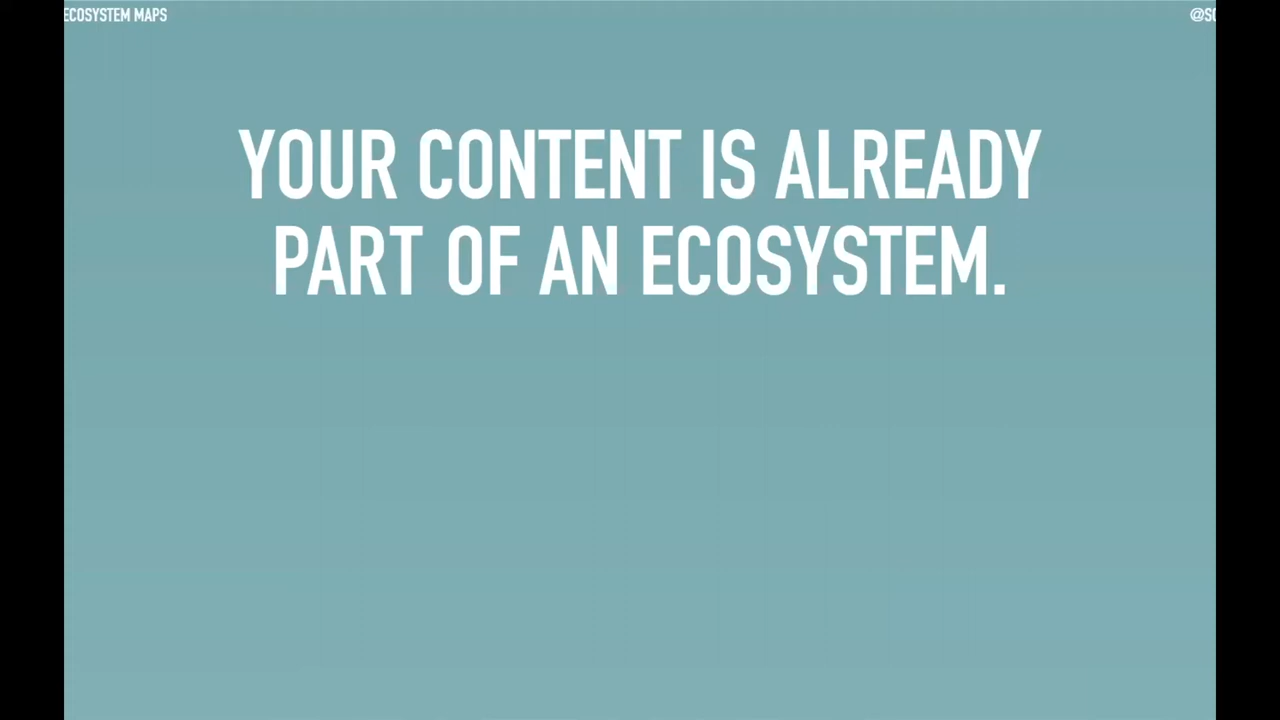 ECOSYSTEM MAPS
YOUR CONTENT IS ALREADY
PART OF AN ECOSYSTEM.